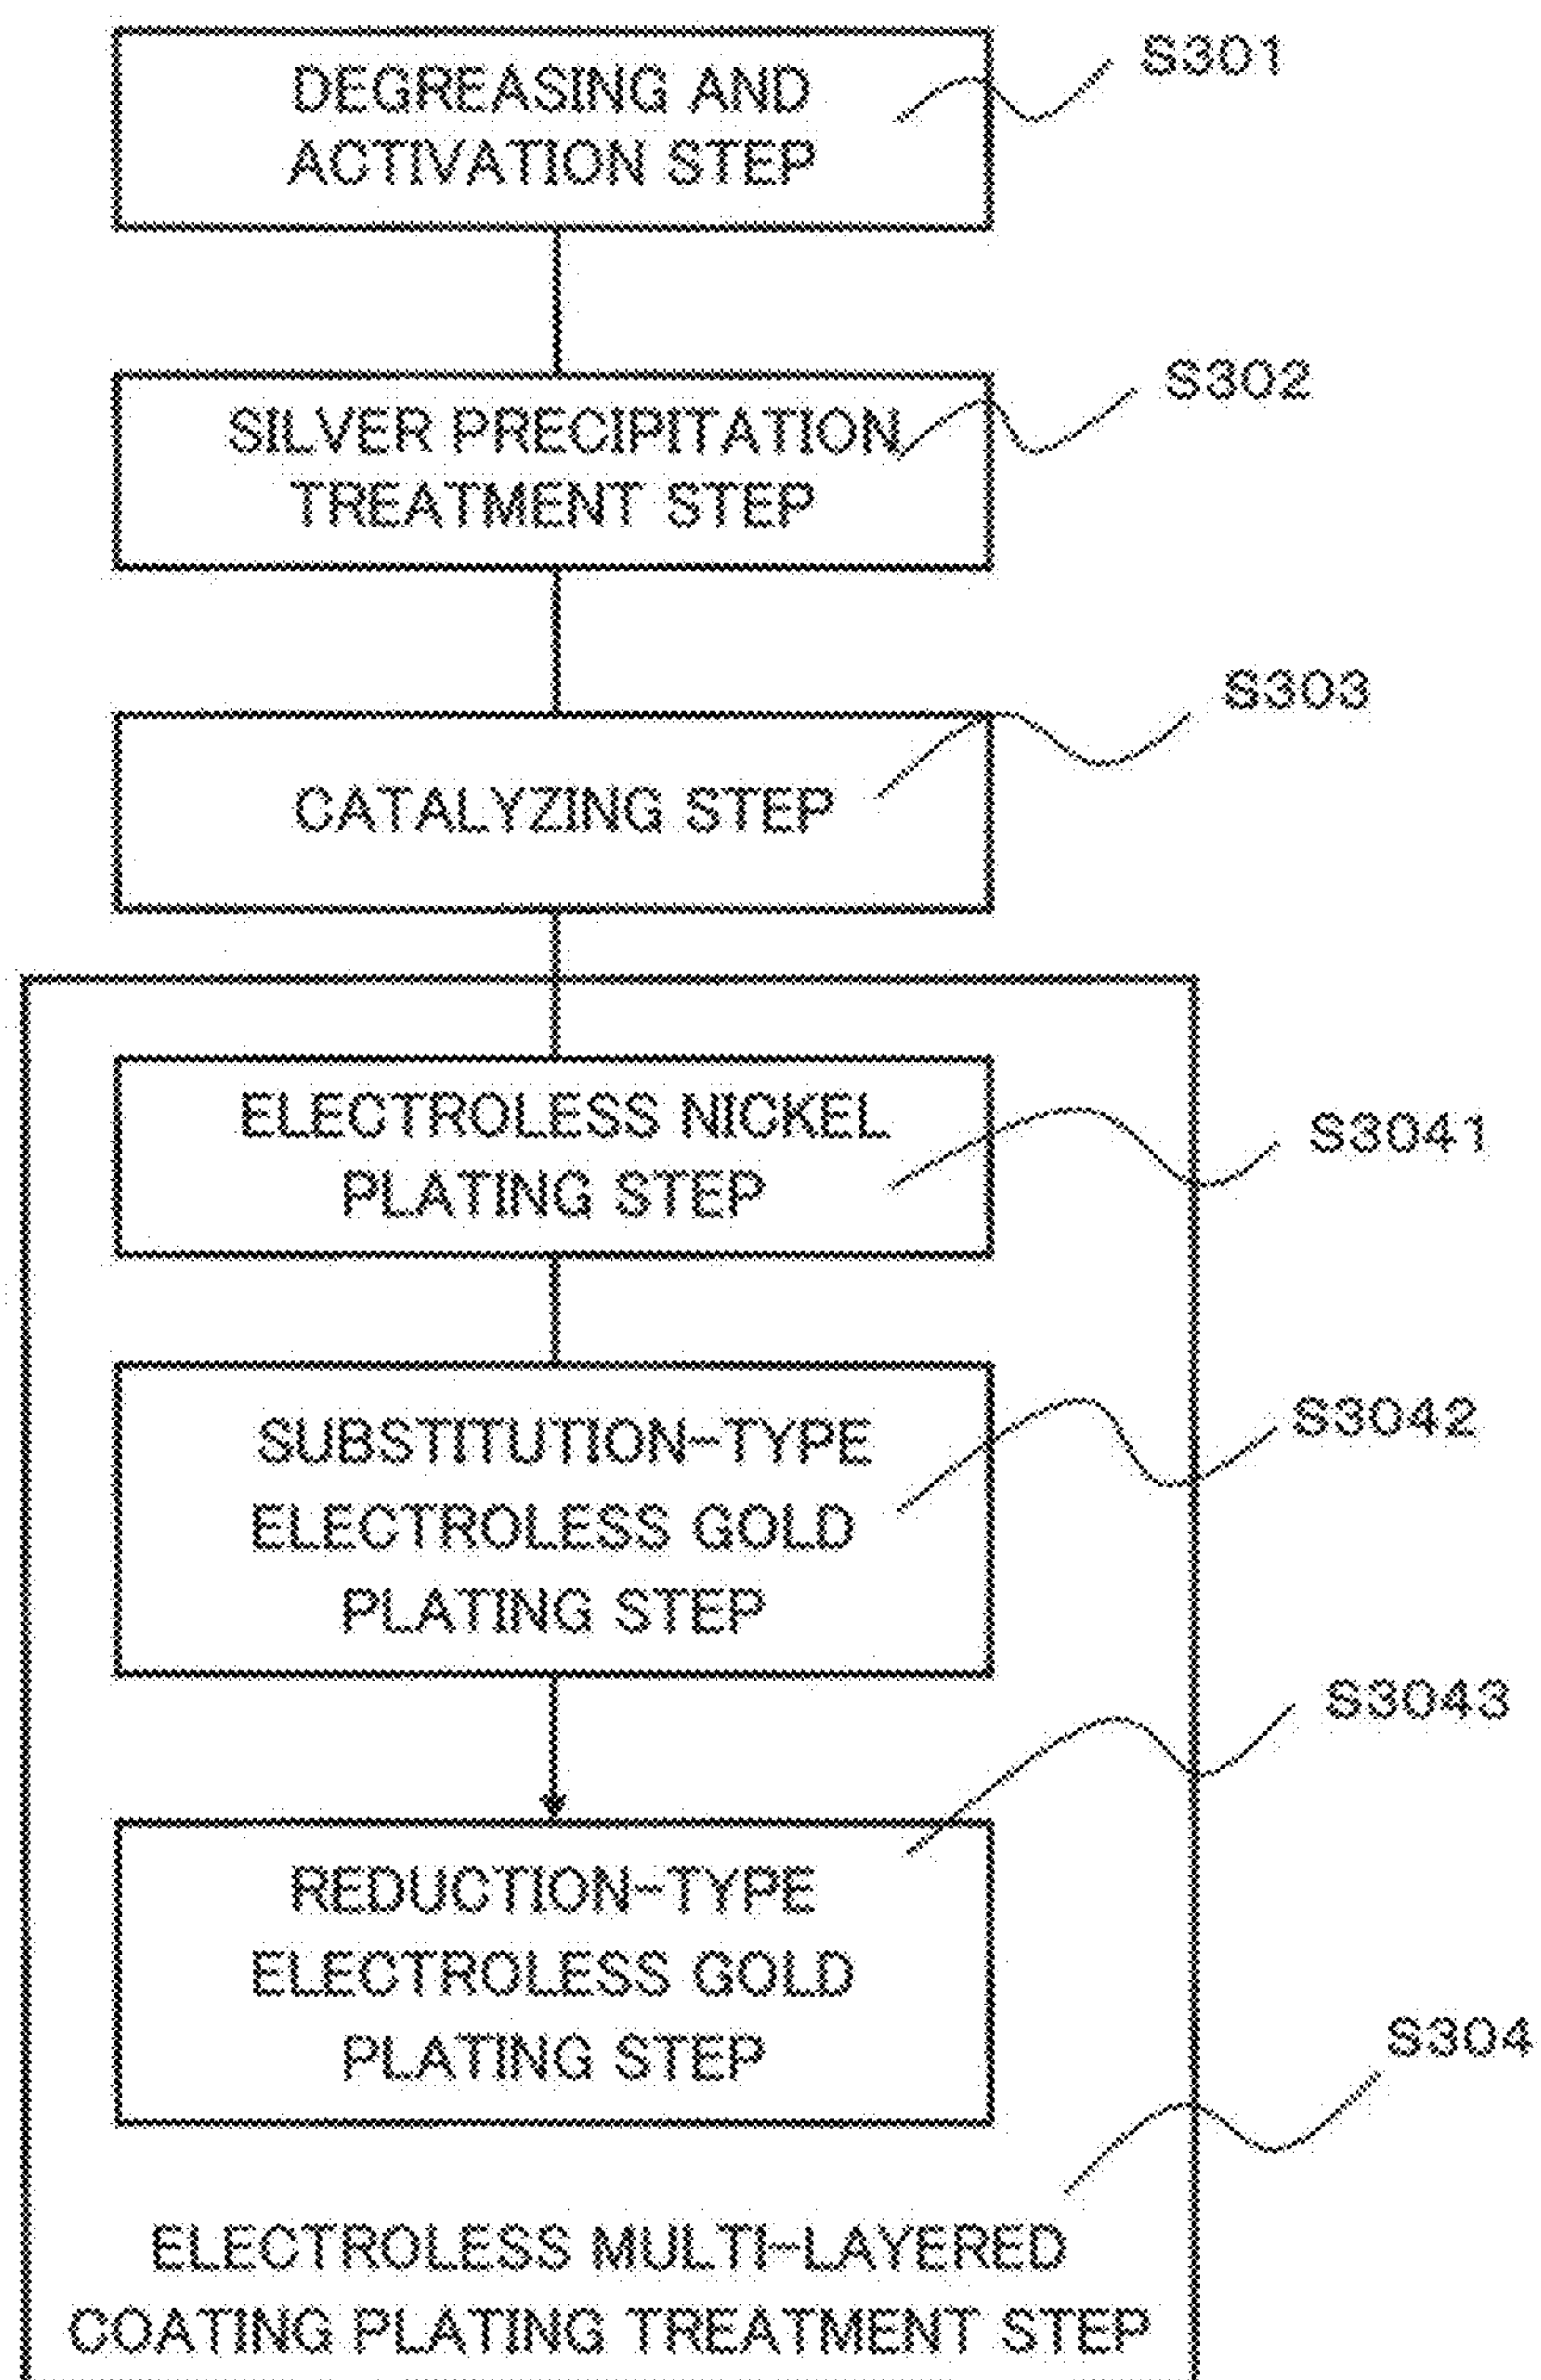 DEGREASING AND
ACTIVATION STEP
S301
SILVER PRECIPITATION
TREATMENT STEP
S302
CATALYZING STEP
S303
ELECTROLESS NICKEL
PLATING STEP
S3041
SUBSTITUTION-TYPE
ELECTROLESS GOLD
PLATING STEP
S3042
REDUCTION-TYPE
ELECTROLESS GOLD
PLATING STEP
S3043
ELECTROLESS MULTI-LAYERED
COATING PLATING TREATMENT STEP
S304